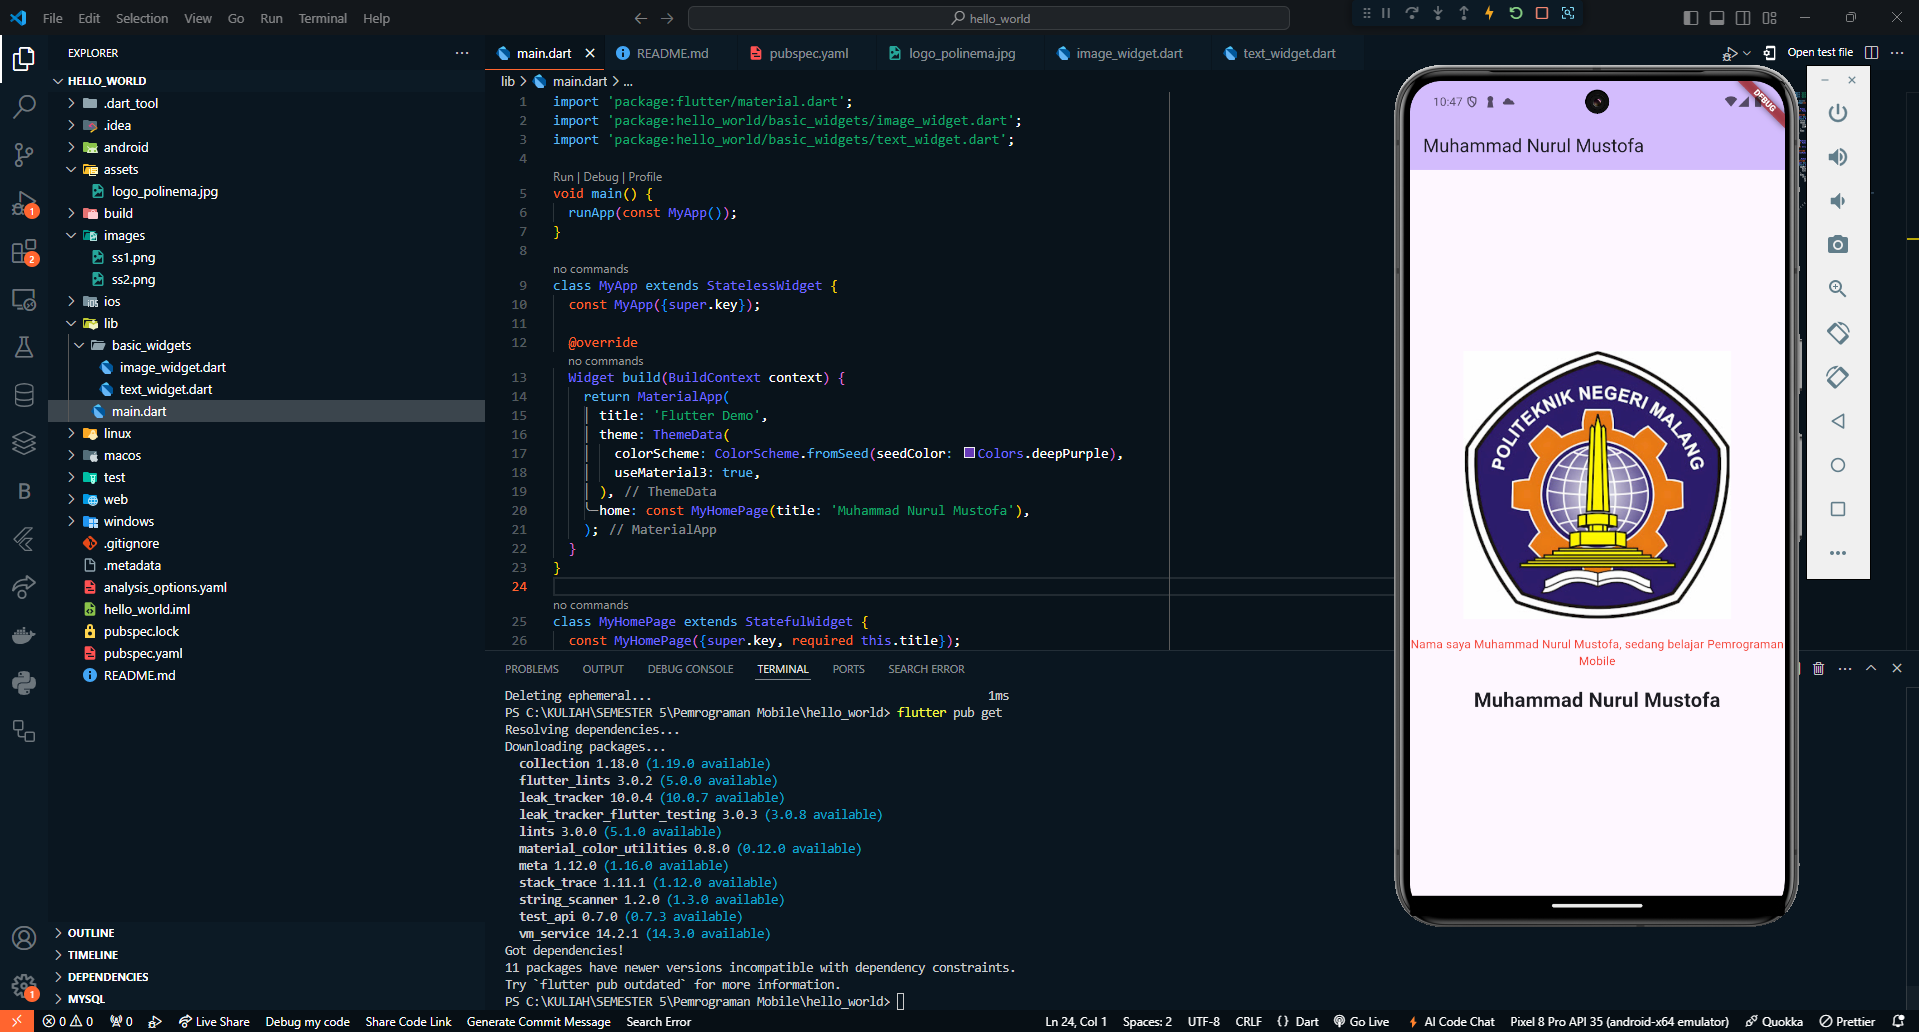 File Edit Selection View Go Run Terminal Help
hello_world
EXPLORER
HELLO_WORLD
.dart_tool
.idea
android
assets
logo_polinema.jpg
build
images
ss1.png
ss2.png
ios
lib
basic_widgets
image_widget.dart
text_widget.dart
main.dart
linux
macos
test
web
windows
.gitignore
.metadata
analysis_options.yaml
hello_world.iml
pubspec.lock
pubspec.yaml
README.md
OUTLINE
TIMELINE
DEPENDENCIES
MYSQL
1
2
1
main.dart README.md pubspec.yaml logo_polinema.jpg image_widget.dart text_widget.dart
Open test file
lib > main.dart > ...
1 import 'package:flutter/material.dart';
2 import 'package:hello_world/basic_widgets/image_widget.dart';
3 import 'package:hello_world/basic_widgets/text_widget.dart';
4
Run | Debug | Profile
5 void main() {
6 runApp(const MyApp());
7 }
8
no commands
9 class MyApp extends StatelessWidget {
10 const MyApp({super.key});
11
12 @override
no commands
13 Widget build(BuildContext context) {
14 return MaterialApp(
15 title: 'Flutter Demo',
16 theme: ThemeData(
17 colorScheme: ColorScheme.fromSeed(seedColor: Colors.deepPurple),
18 useMaterial3: true,
19 ), // ThemeData
20 home: const MyHomePage(title: 'Muhammad Nurul Mustofa'),
21 ); // MaterialApp
22 }
23 }
24
no commands
25 class MyHomePage extends StatefulWidget {
26 const MyHomePage({super.key, required this.title});
PROBLEMS OUTPUT DEBUG CONSOLE TERMINAL PORTS SEARCH ERROR
Deleting ephemeral... 1ms
PS C:\KULIAH\SEMESTER 5\Pemrograman Mobile\hello_world> flutter pub get
Resolving dependencies...
Downloading packages...
collection 1.18.0 (1.19.0 available)
flutter_lints 3.0.2 (5.0.0 available)
leak_tracker 10.0.4 (10.0.7 available)
leak_tracker_flutter_testing 3.0.3 (3.0.8 available)
lints 3.0.0 (5.1.0 available)
material_color_utilities 0.8.0 (0.12.0 available)
meta 1.12.0 (1.16.0 available)
stack_trace 1.11.1 (1.12.0 available)
string_scanner 1.2.0 (1.3.0 available)
test_api 0.7.0 (0.7.3 available)
vm_service 14.2.1 (14.3.0 available)
Got dependencies!
11 packages have newer versions incompatible with dependency constraints.
Try `flutter pub outdated` for more information.
PS C:\KULIAH\SEMESTER 5\Pemrograman Mobile\hello_world>
10:47
DEBUG
Muhammad Nurul Mustofa
POLITEKNIK NEGERI MALANG
Nama saya Muhammad Nurul Mustofa, sedang belajar Pemrograman
Mobile
Muhammad Nurul Mustofa
0 0 0 Live Share Debug my code Share Code Link Generate Commit Message Search Error Ln 24, Col 1 Spaces: 2 UTF-8 CRLF {} Dart Go Live AI Code Chat Pixel 8 Pro API 35 (android-x64 emulator) Quokka Prettier